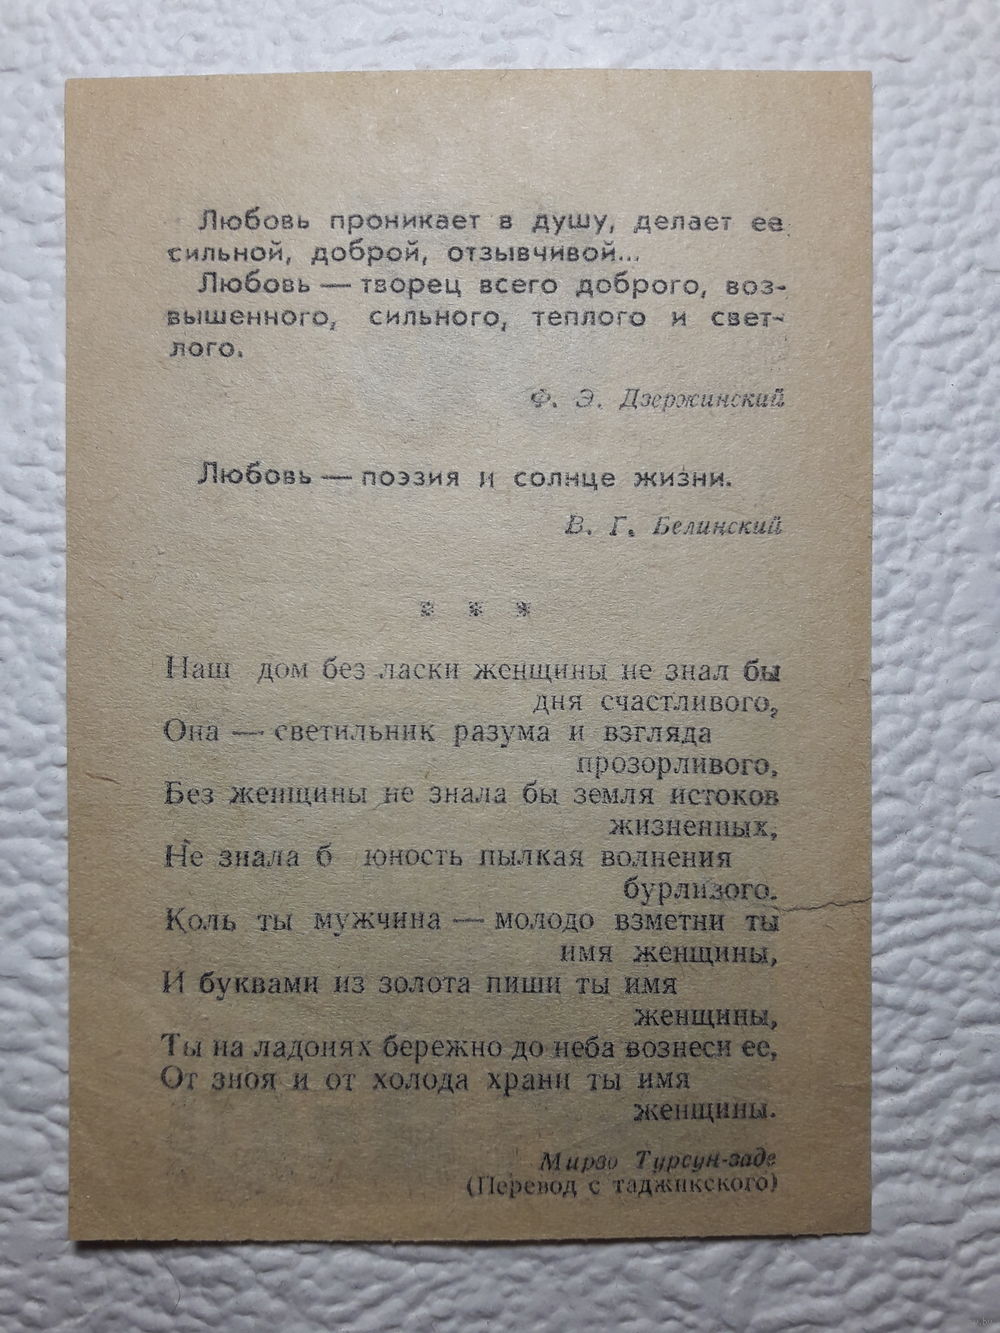 Любовь проникает в душу, делает ее
сильной, доброй, отзывчивой...
Любовь — творец всего доброго, воз-
вышенного, сильного, теплого и свет-
лого.
Ф. Э. Дзержинский
Любовь — поэзия и солнце жизни.
В. Г. Белинский
* * *
Наш дом без ласки женщины не знал бы
дня счастливого,
Она — светильник разума и взгляда
прозорливого,
Без женщины не знала бы земля истоков
жизненных,
Не знала б юность пылкая волнения
бурливого.
Коль ты мужчина — молодо взметни ты
имя женщины,
И буквами из золота пиши ты имя
женщины,
Ты на ладонях бережно до неба вознеси ее,
От зноя и от холода храни ты имя
женщины.
Мирзо Турсун-заде
(Перевод с таджикского)